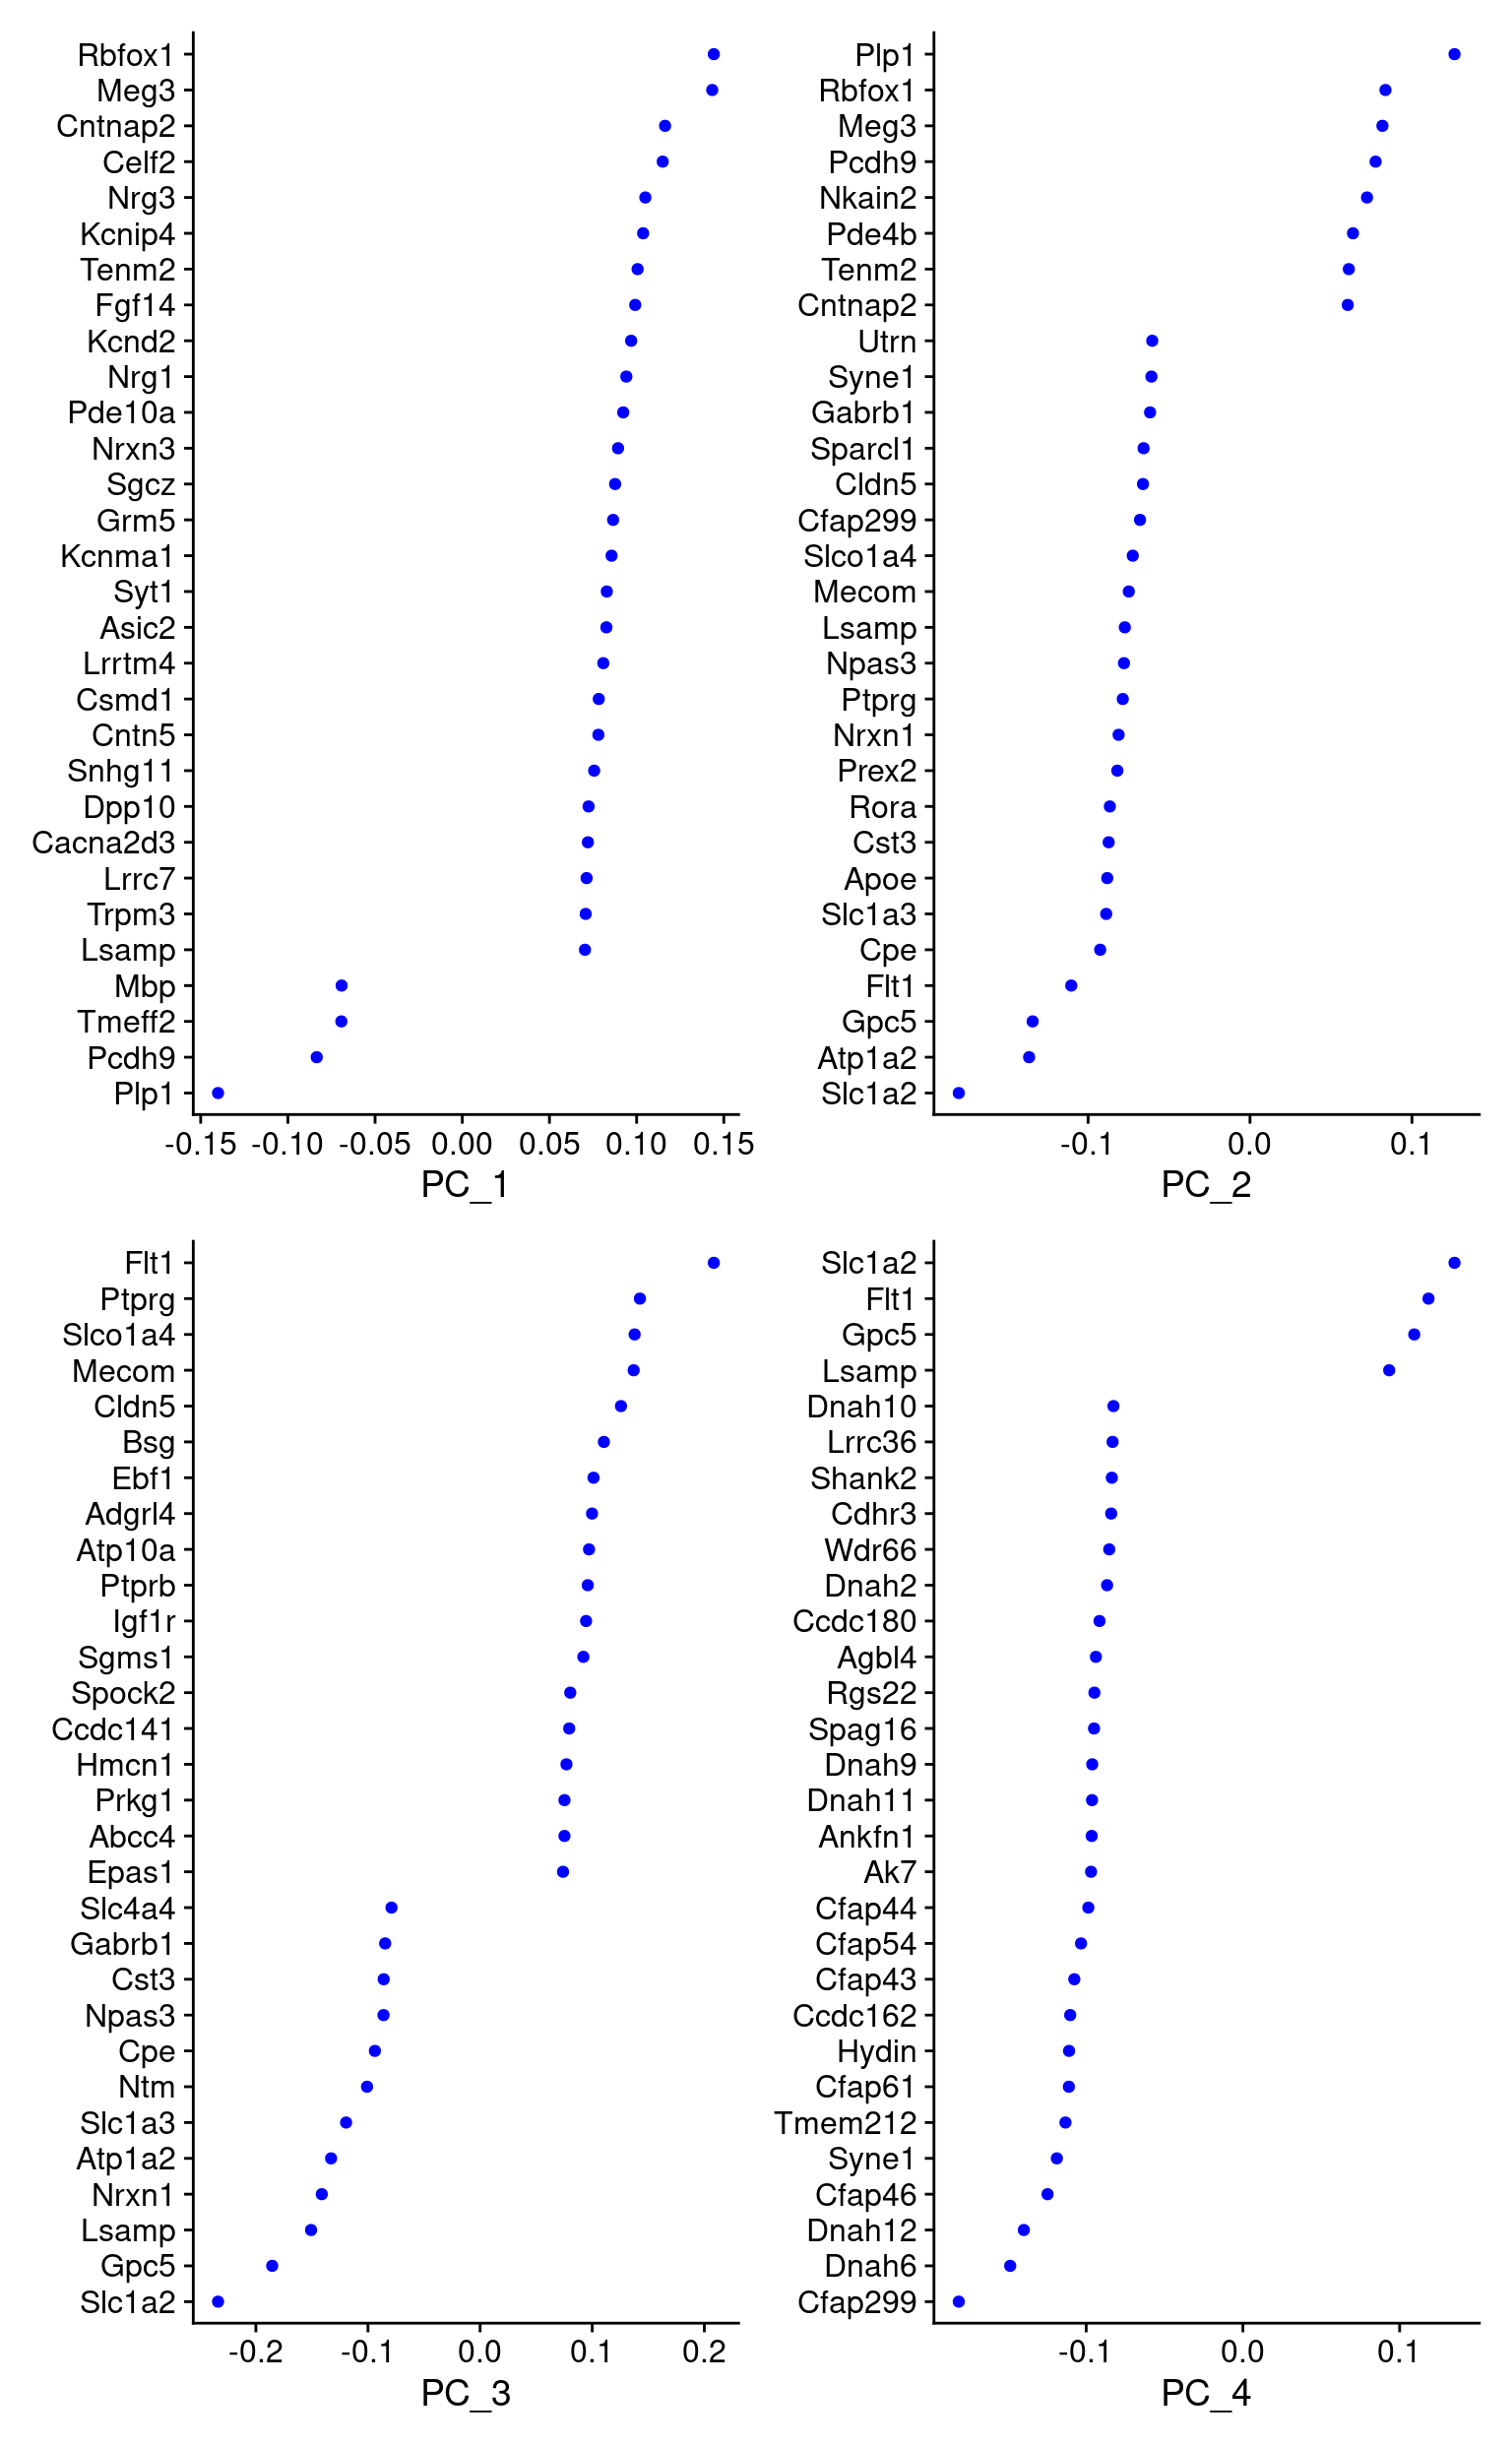 Rbfox1
Meg3
Cntnap2
Celf2
Nrg3
Kcnip4
Tenm2
Fgf14
Kcnd2
Nrg1
Pde10a
Nrxn3
Sgcz
Grm5
Kcnma1
Syt1
Asic2
Lrrtm4
Csmd1
Cntn5
Snhg11
Dpp10
Cacna2d3
Lrrc7
Trpm3
Lsamp
Mbp
Tmeff2
Pcdh9
Plp1
-0.15 -0.10 -0.05 0.00 0.05 0.10 0.15
PC_1
Plp1
Rbfox1
Meg3
Pcdh9
Nkain2
Pde4b
Tenm2
Cntnap2
Utrn
Syne1
Gabrb1
Sparcl1
Cldn5
Cfap299
Slco1a4
Mecom
Lsamp
Npas3
Ptprg
Nrxn1
Prex2
Rora
Cst3
Apoe
Slc1a3
Cpe
Flt1
Gpc5
Atp1a2
Slc1a2
-0.1 0.0 0.1
PC_2
Flt1
Ptprg
Slco1a4
Mecom
Cldn5
Bsg
Ebf1
Adgrl4
Atp10a
Ptprb
Igf1r
Sgms1
Spock2
Ccdc141
Hmcn1
Prkg1
Abcc4
Epas1
Slc4a4
Gabrb1
Cst3
Npas3
Cpe
Ntm
Slc1a3
Atp1a2
Nrxn1
Lsamp
Gpc5
Slc1a2
-0.2 -0.1 0.0 0.1 0.2
PC_3
Slc1a2
Flt1
Gpc5
Lsamp
Dnah10
Lrrc36
Shank2
Cdhr3
Wdr66
Dnah2
Ccdc180
Agbl4
Rgs22
Spag16
Dnah9
Dnah11
Ankfn1
Ak7
Cfap44
Cfap54
Cfap43
Ccdc162
Hydin
Cfap61
Tmem212
Syne1
Cfap46
Dnah12
Dnah6
Cfap299
-0.1 0.0 0.1
PC_4